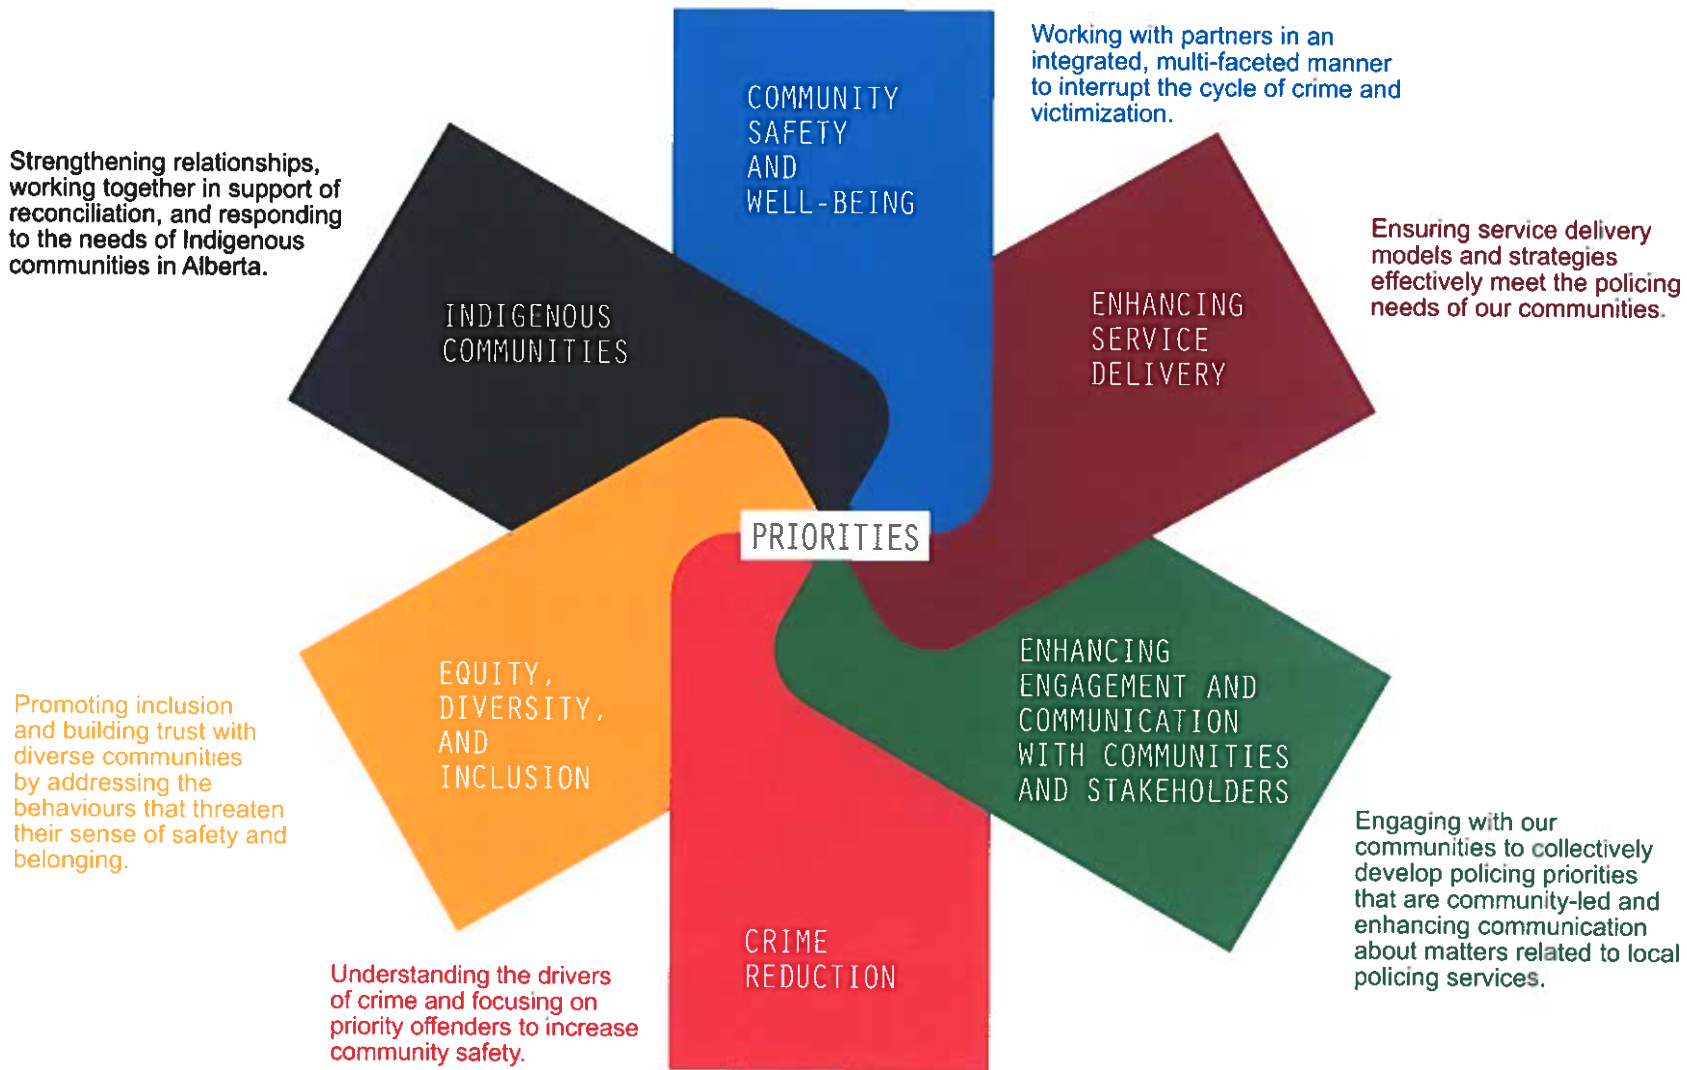 COMMUNITY
SAFETY
AND
WELL-BEING
Working with partners in an
integrated, multi-faceted manner
to interrupt the cycle of crime and
victimization.
ENHANCING
SERVICE
DELIVERY
Ensuring service delivery
models and strategies
effectively meet the policing
needs of our communities.
ENHANCING
ENGAGEMENT AND
COMMUNICATION
WITH COMMUNITIES
AND STAKEHOLDERS
Engaging with our
communities to collectively
develop policing priorities
that are community-led and
enhancing communication
about matters related to local
policing services.
CRIME
REDUCTION
Understanding the drivers
of crime and focusing on
priority offenders to increase
community safety.
EQUITY,
DIVERSITY,
AND
INCLUSION
Promoting inclusion
and building trust with
diverse communities
by addressing the
behaviours that threaten
their sense of safety and
belonging.
INDIGENOUS
COMMUNITIES
Strengthening relationships,
working together in support of
reconciliation, and responding
to the needs of Indigenous
communities in Alberta.
PRIORITIES